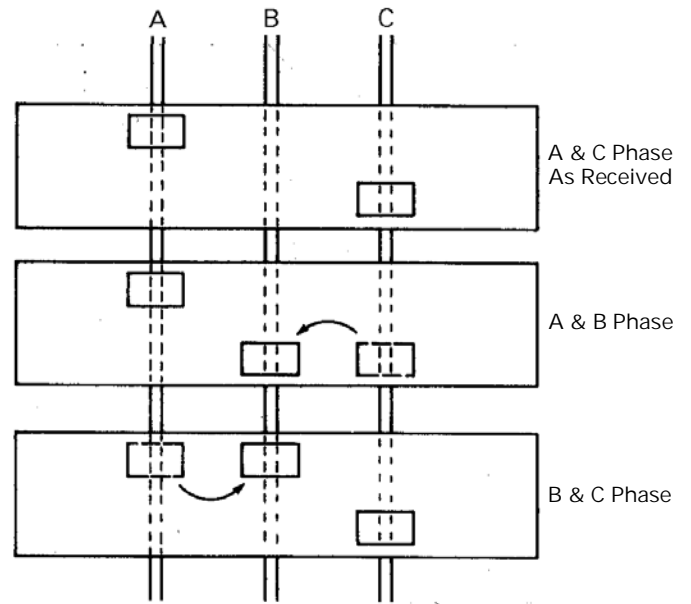 A B C
A & C Phase
As Received
A & B Phase
B & C Phase